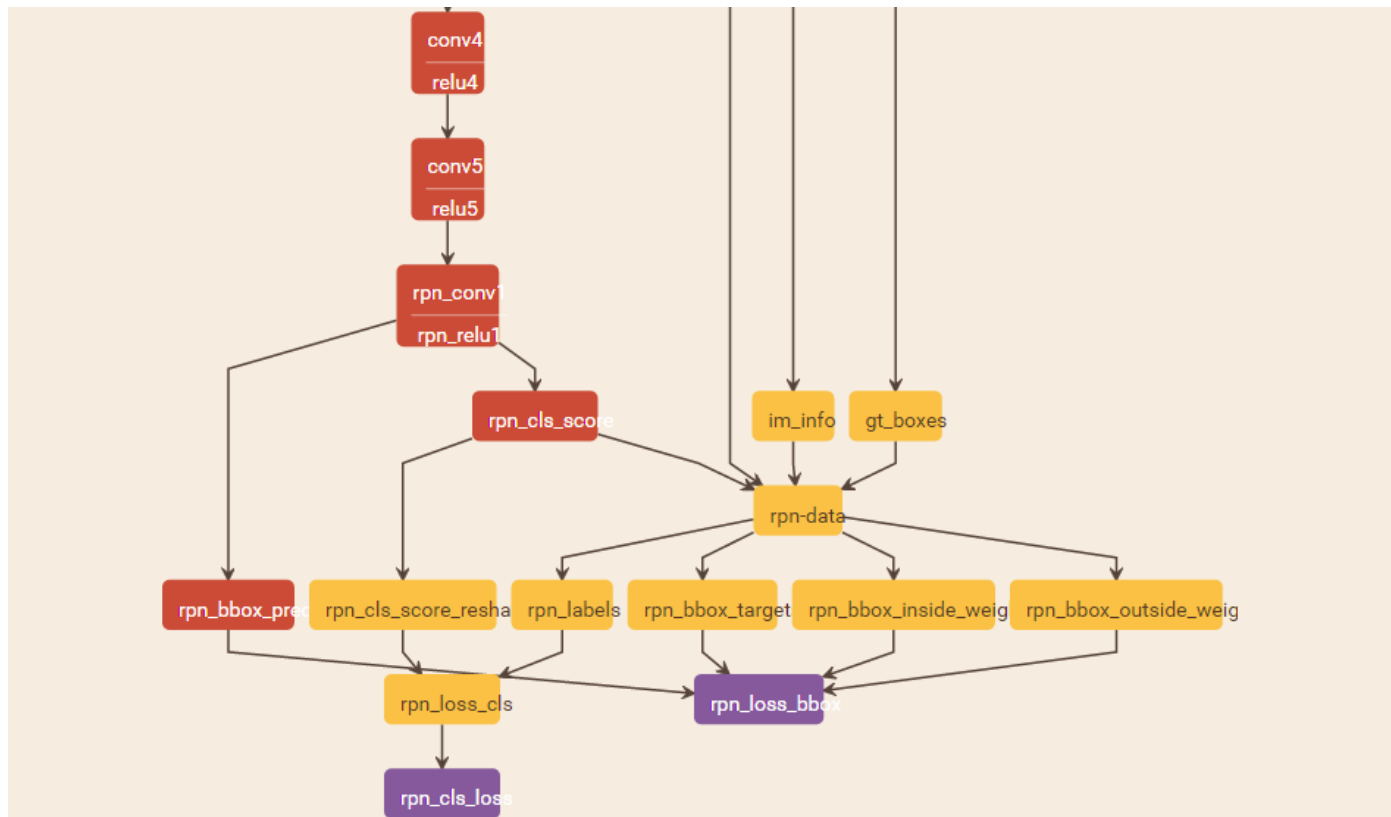 conv4
relu4
conv5
relu5
rpn_conv1
rpn_relu1
rpn_cls_score
im_info
gt_boxes
rpn-data
rpn_bbox_pred
rpn_cls_score_resha
rpn_labels
rpn_bbox_target
rpn_bbox_inside_weig
rpn_bbox_outside_weig
rpn_loss_cls
rpn_loss_bbox
rpn_cls_loss